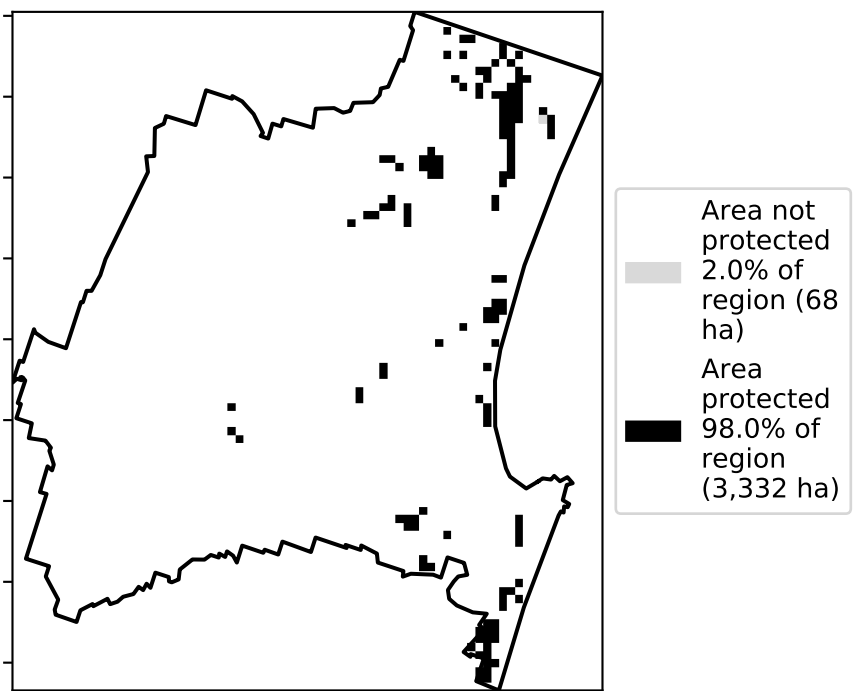 Area not
protected
2.0% of
region (68
ha)
Area
protected
98.0% of
region
(3,332 ha)